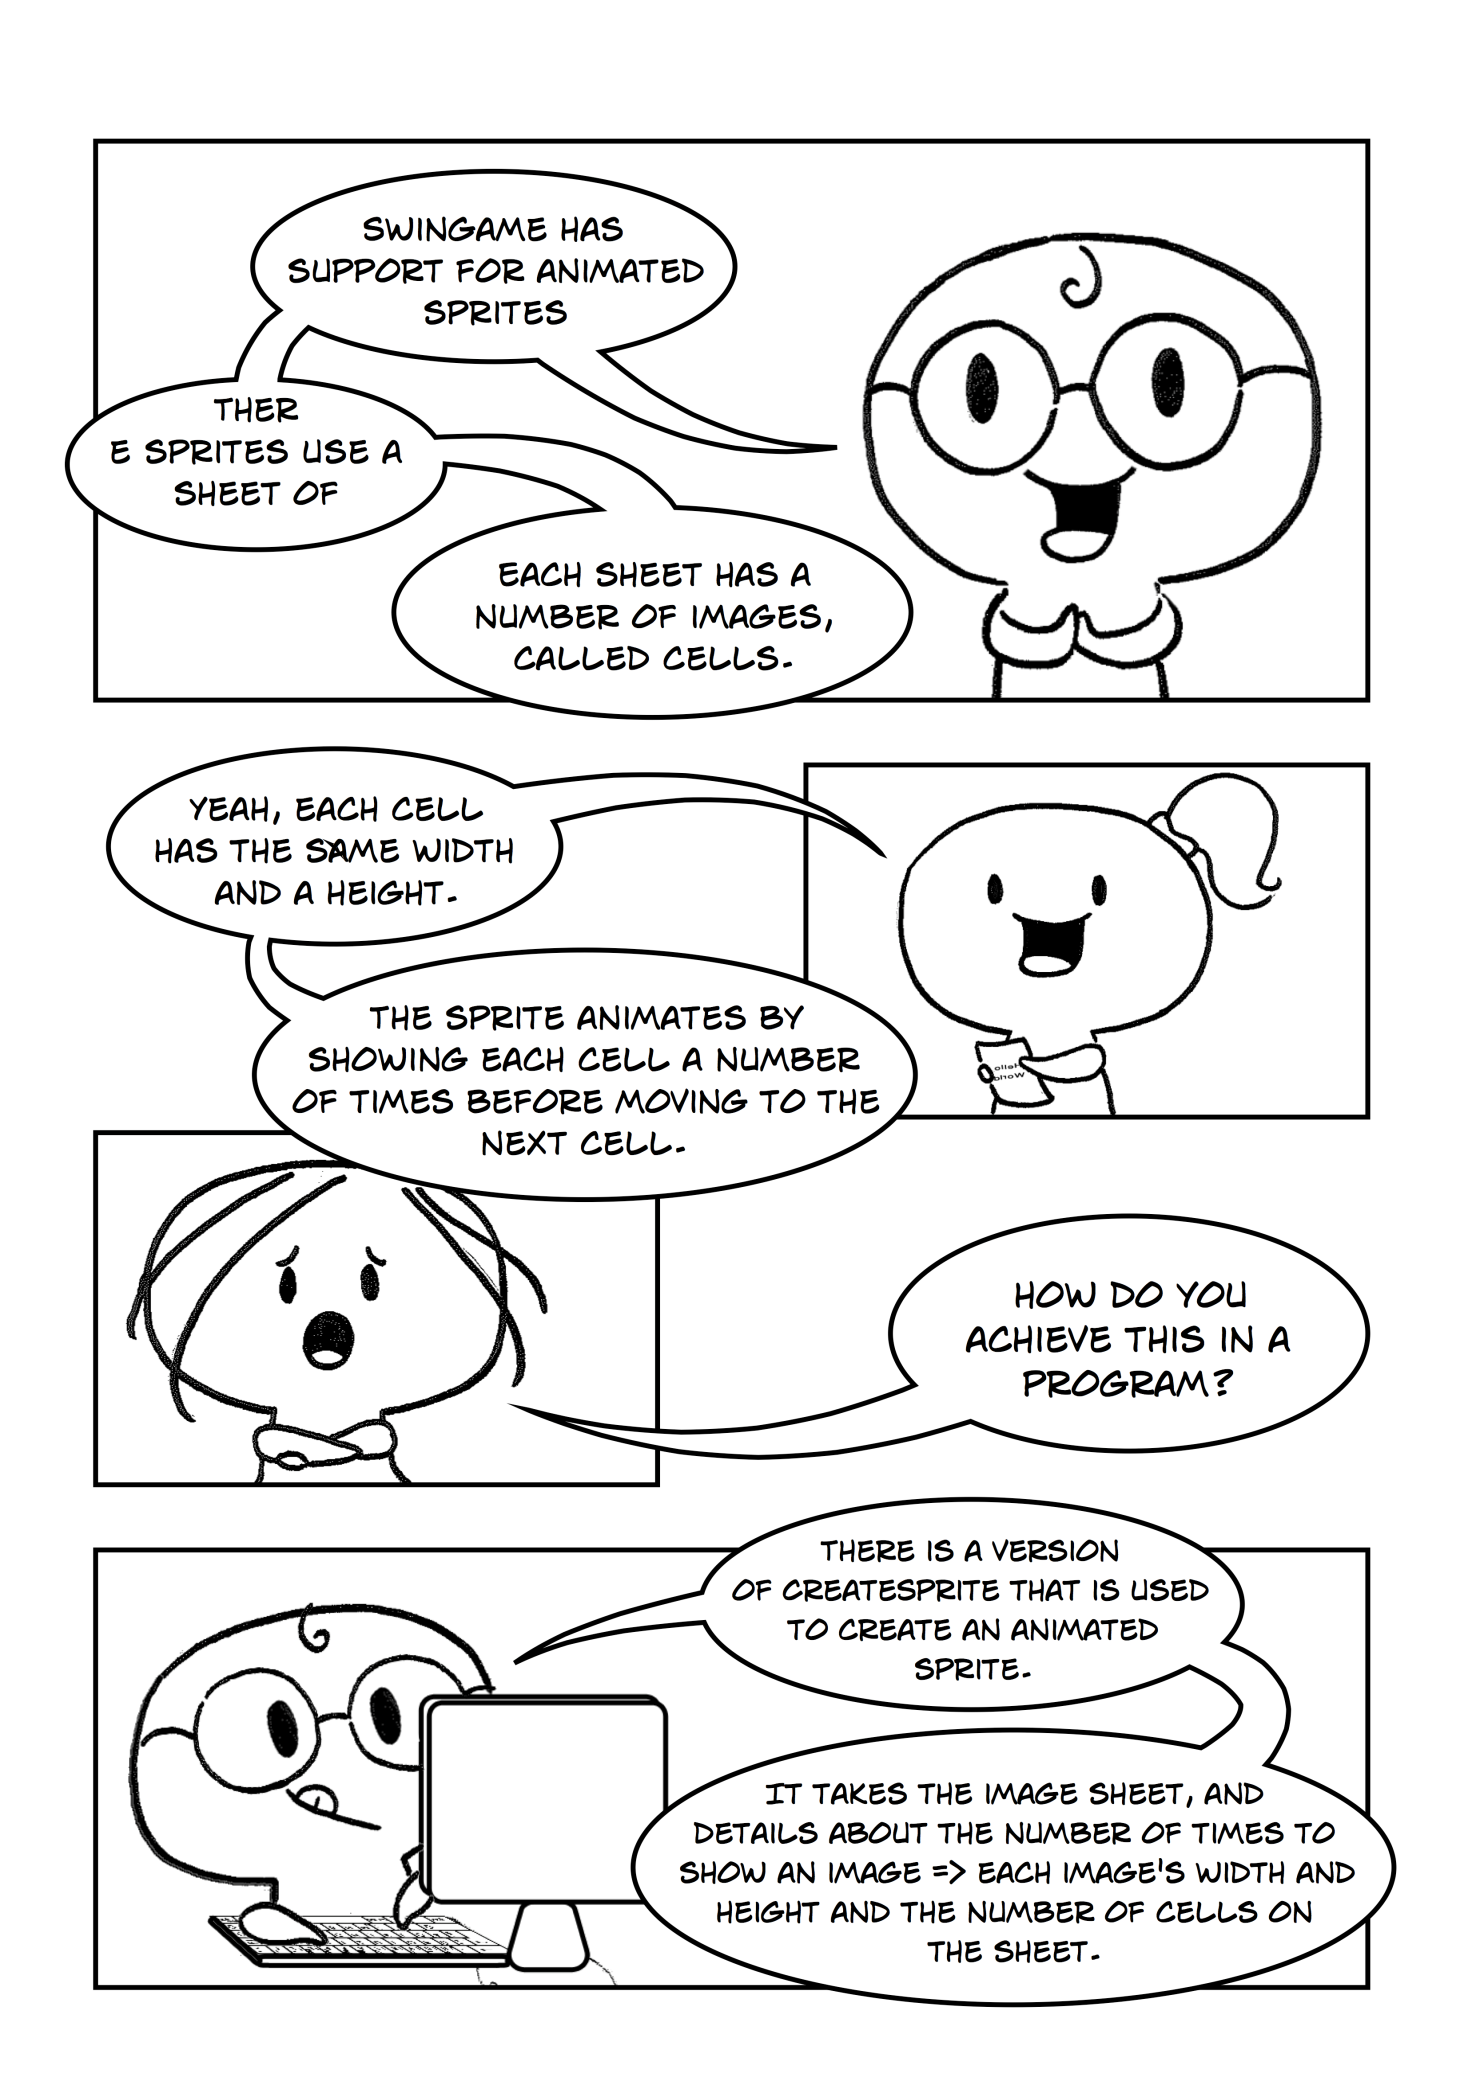 SWINGAME HAS
SUPPORT FOR ANIMATED
SPRITES
THER
E SPRITES USE A
SHEET OF
EACH SHEET HAS A
NUMBER OF IMAGES,
CALLED CELLS.
YEAH, EACH CELL
HAS THE SAME WIDTH
AND A HEIGHT.
THE SPRITE ANIMATES BY
SHOWING EACH CELL A NUMBER
OF TIMES BEFORE MOVING TO THE
NEXT CELL.
Hello
World
HOW DO YOU
ACHIEVE THIS IN A
PROGRAM?
THERE IS A VERSION
OF CREATESPRITE THAT IS USED
TO CREATE AN ANIMATED
SPRITE.
IT TAKES THE IMAGE SHEET, AND
DETAILS ABOUT THE NUMBER OF TIMES TO
SHOW AN IMAGE => EACH IMAGE'S WIDTH AND
HEIGHT AND THE NUMBER OF CELLS ON
THE SHEET.